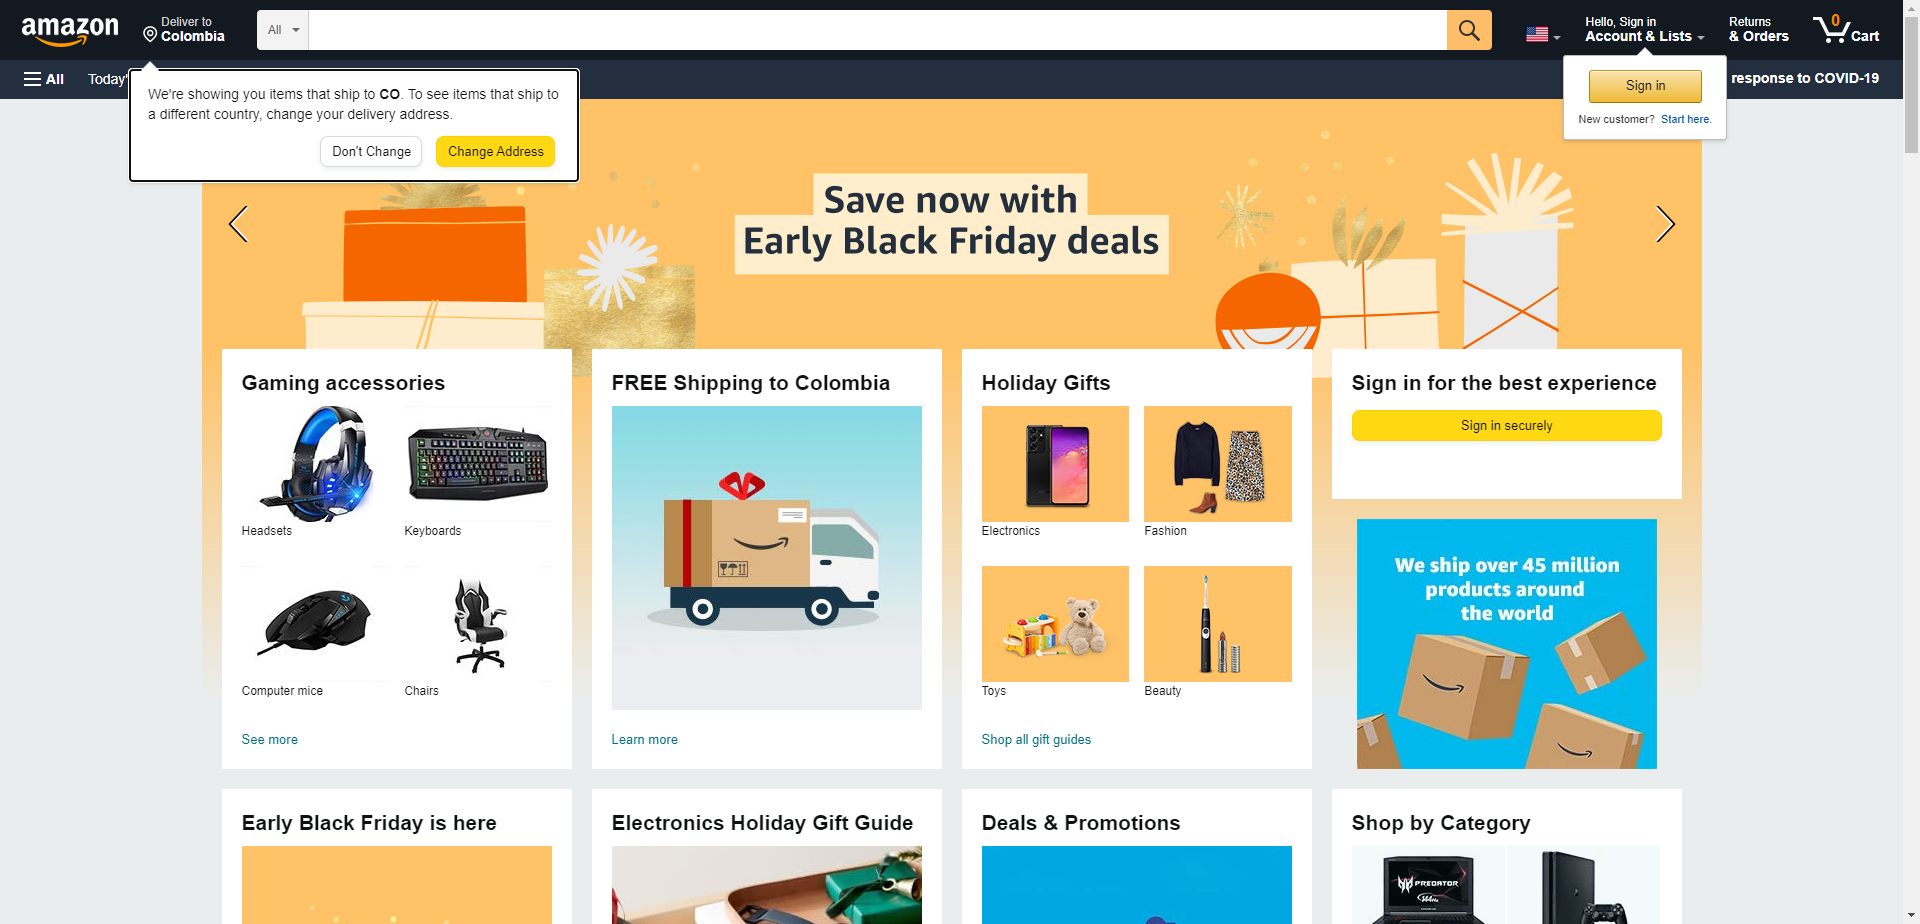 amazon
Deliver to
Colombia
All
Hello, Sign in
Account & Lists
Returns
& Orders
0
Cart
All
Today'
response to COVID-19
We're showing you items that ship to CO. To see items that ship to
a different country, change your delivery address.
Don't Change
Change Address
Sign in
New customer? Start here.
Save now with
Early Black Friday deals
Gaming accessories
Headsets
Keyboards
Computer mice
Chairs
See more
FREE Shipping to Colombia
Learn more
Holiday Gifts
Electronics
Fashion
Toys
Beauty
Shop all gift guides
Sign in for the best experience
Sign in securely
We ship over 45 million
products around
the world
Early Black Friday is here
Electronics Holiday Gift Guide
Deals & Promotions
Shop by Category
PREDATOR